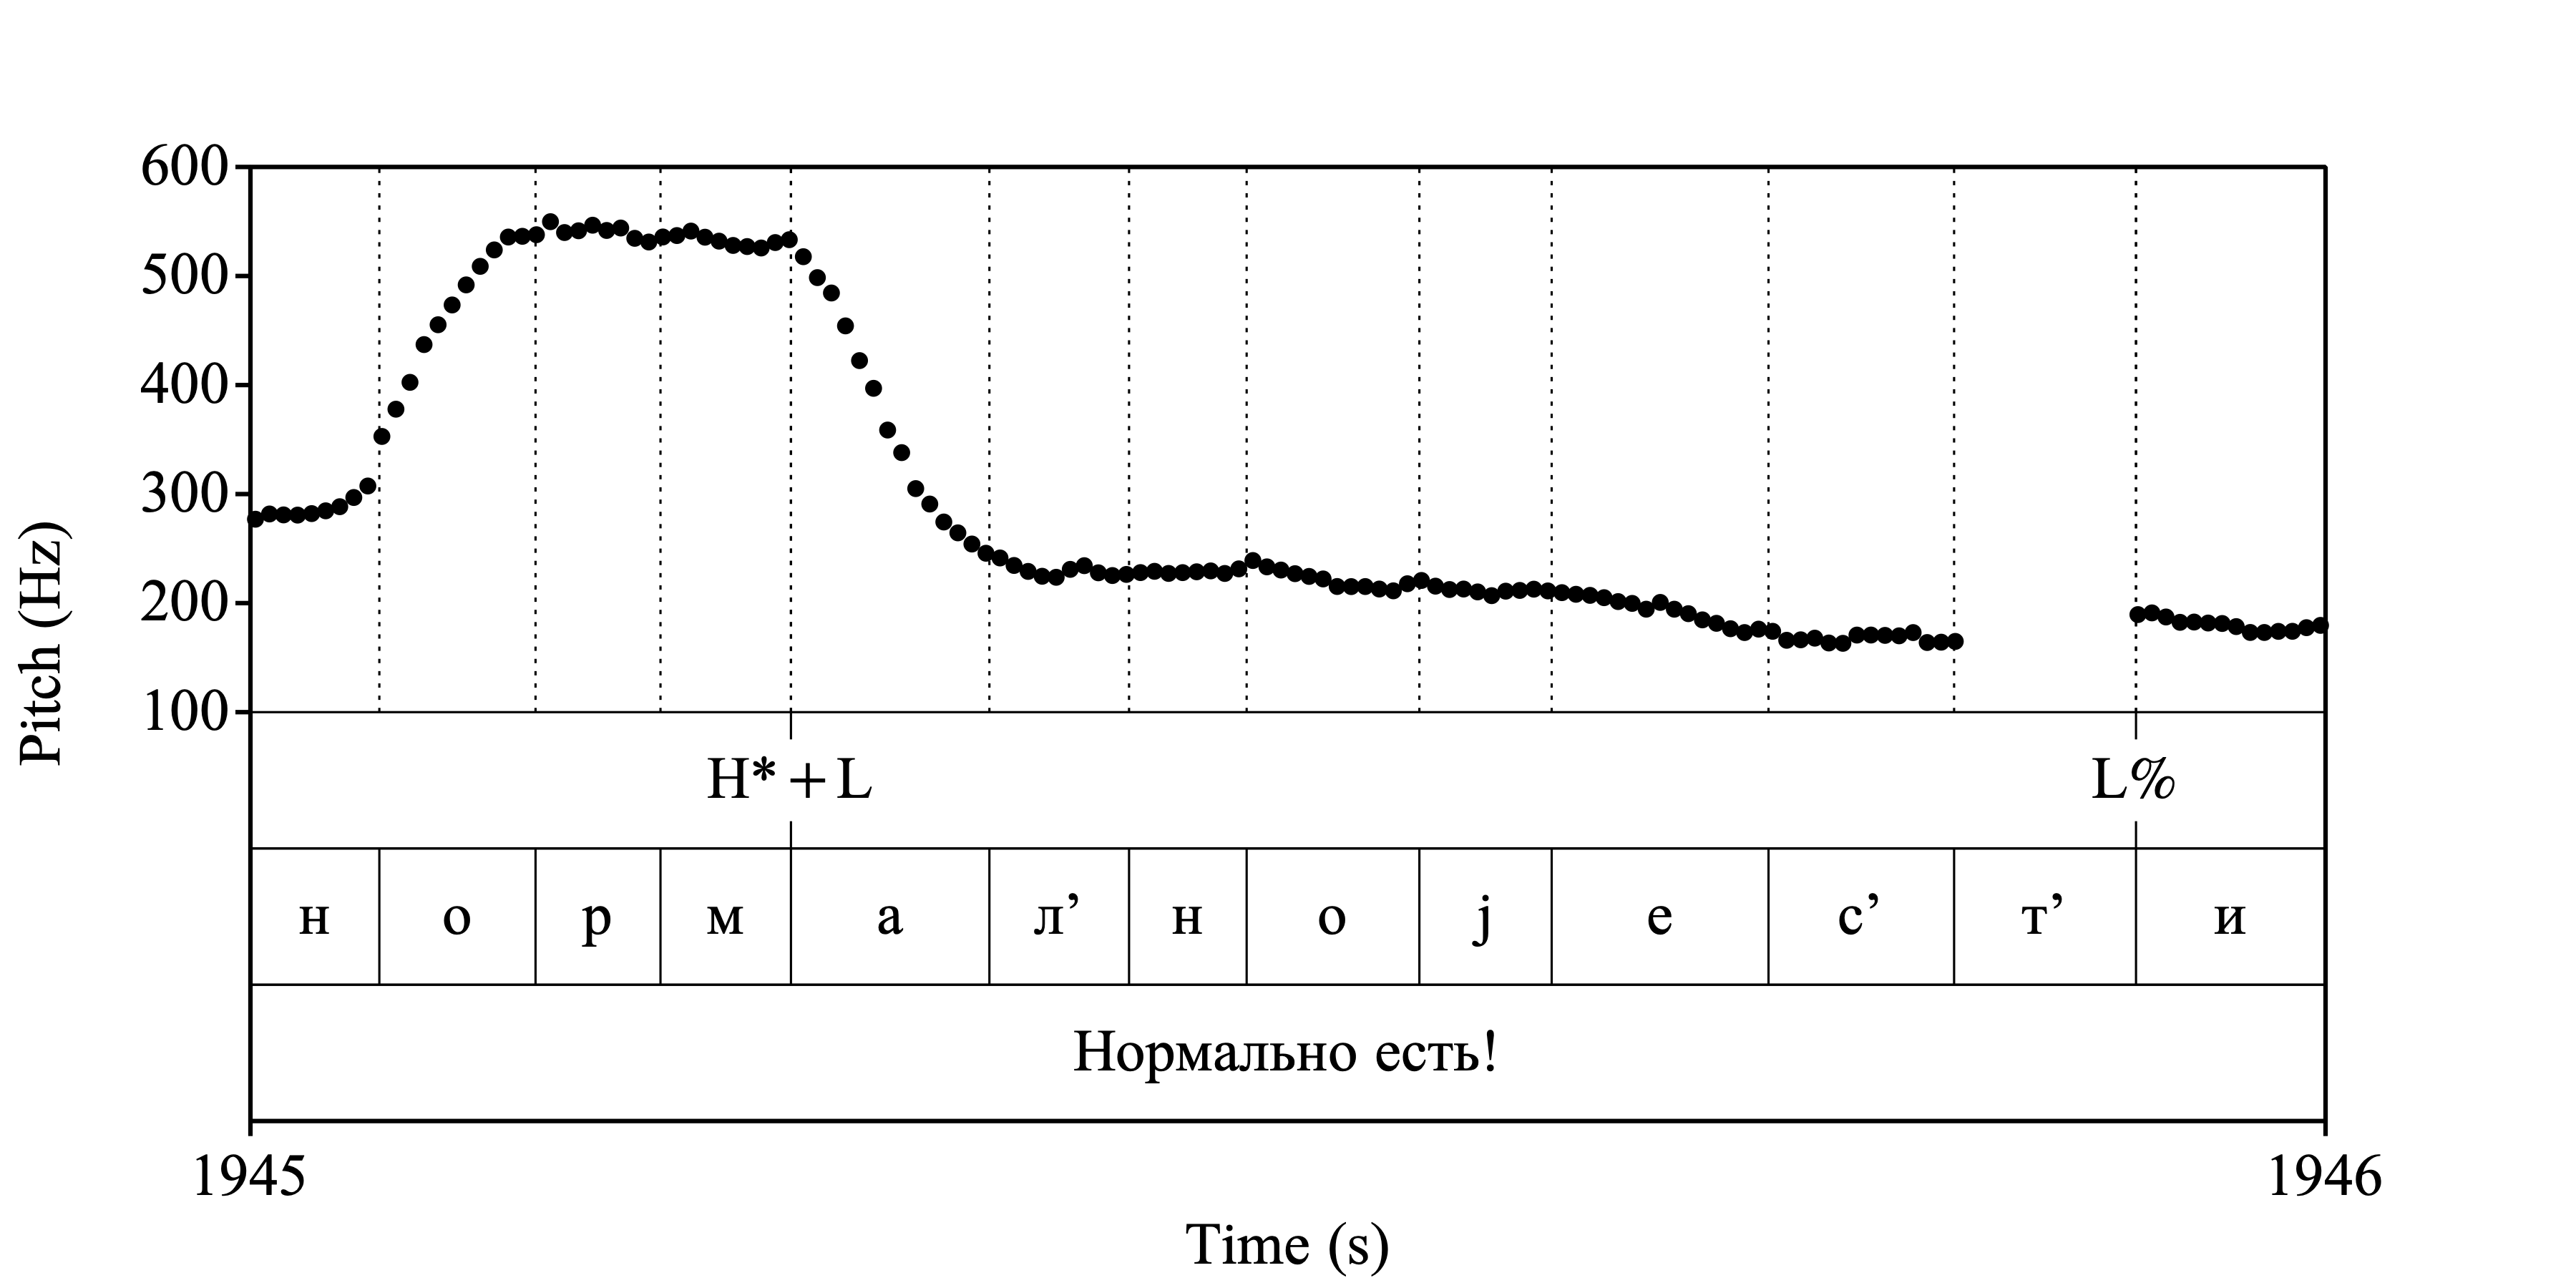 600
500
400
300
200
100
Pitch (Hz)
H*+L L%
н о р м а л’ н о j е с’ т’ и
Нормально есть!
1945 1946
Time (s)